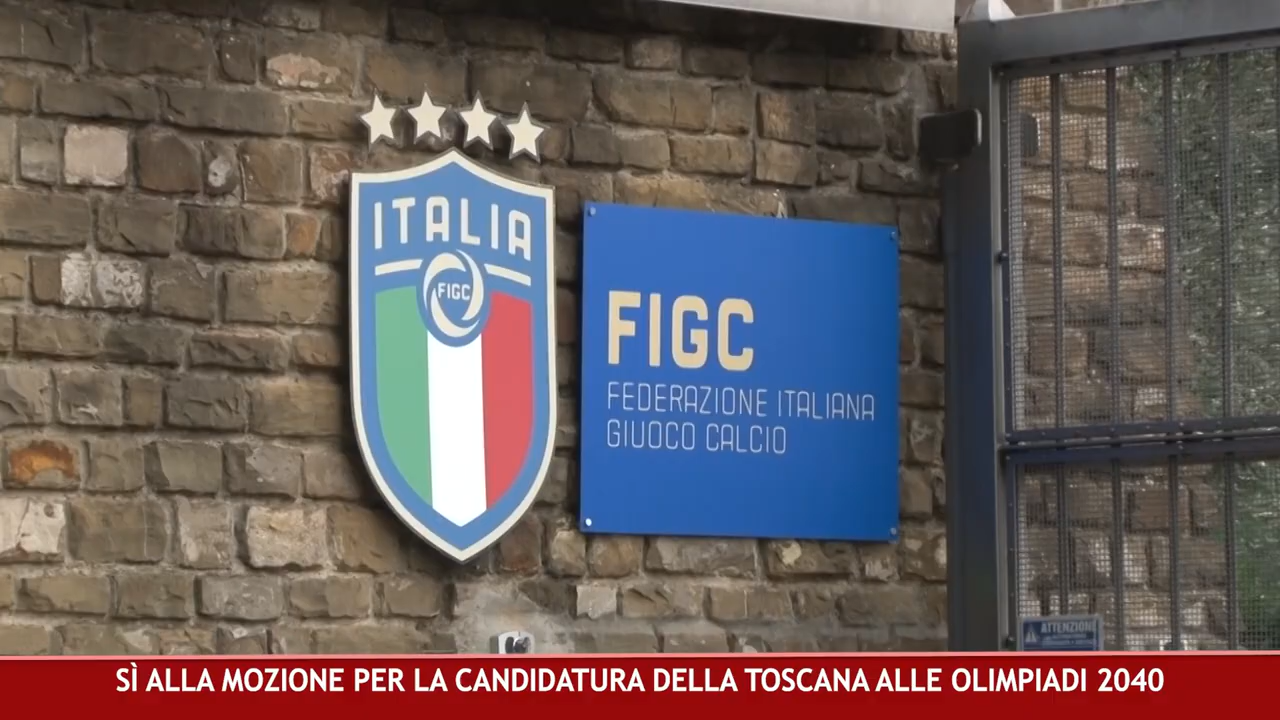 ITALIA
FIGC
FIGC
FEDERAZIONE ITALIANA
GIUOCO CALCIO
ATTENZIONE
SÌ ALLA MOZIONE PER LA CANDIDATURA DELLA TOSCANA ALLE OLIMPIADI 2040